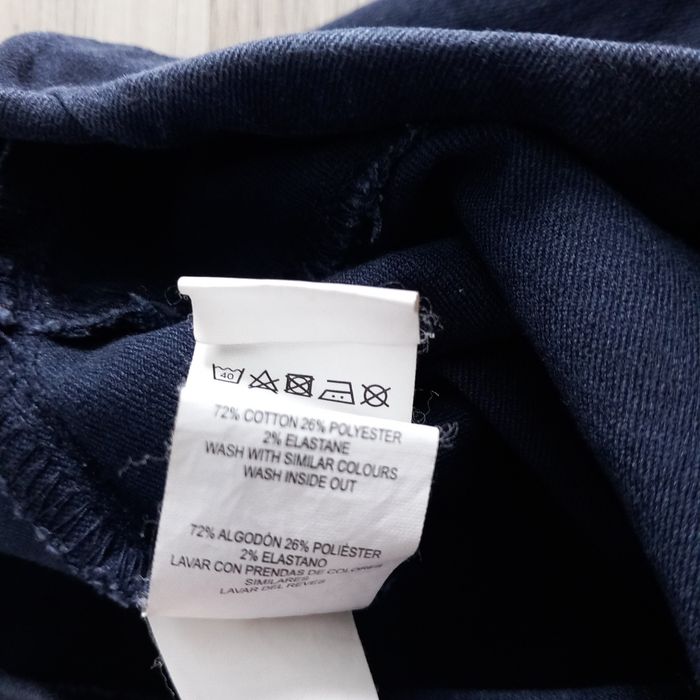 40
72% COTTON 26% POLYESTER
2% ELASTANE
WASH WITH SIMILAR COLOURS
WASH INSIDE OUT
72% ALGODÓN 26% POLIÉSTER
2% ELASTANO
LAVAR CON PRENDAS DE COLORES
SIMILARES
LAVAR DEL REVES